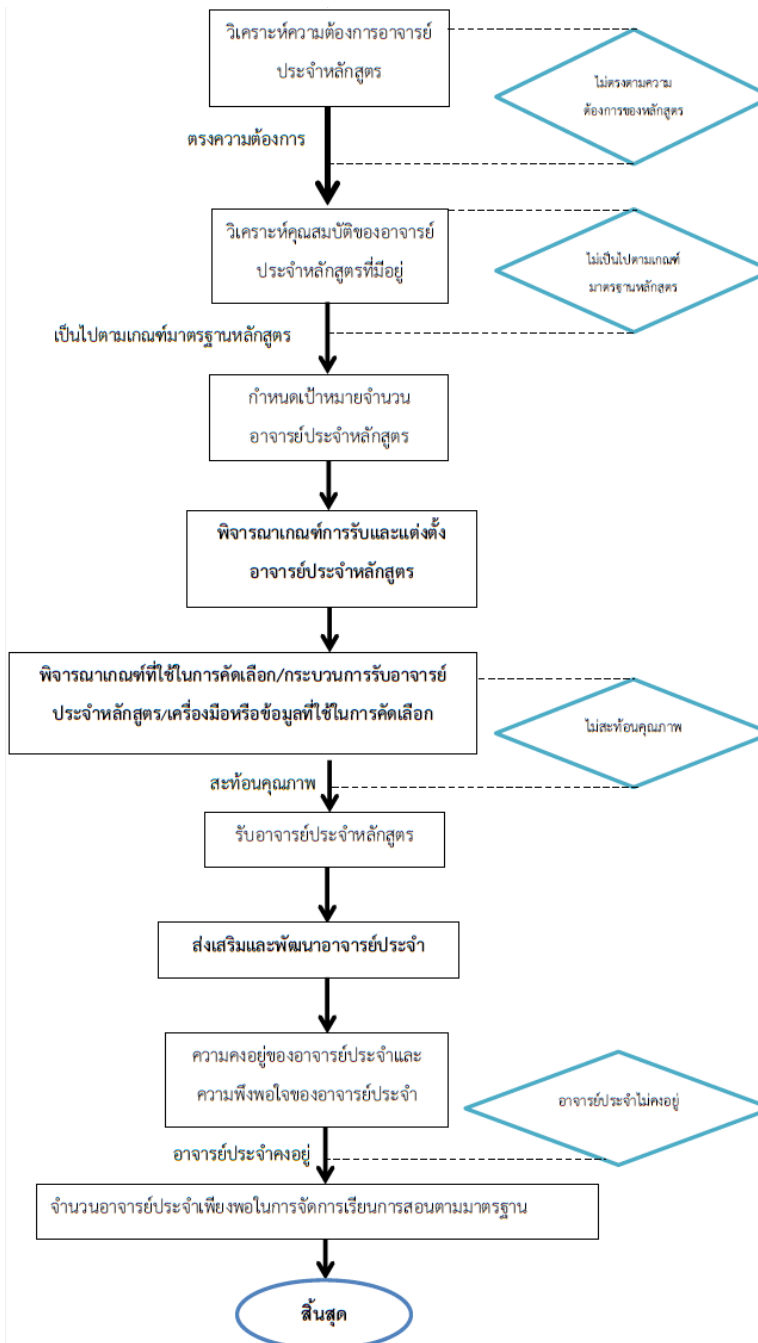 วิเคราะห์ความต้องการอาจารย์
ประจำหลักสูตร
ไม่ตรงตามความ
ต้องการของหลักสูตร
ตรงความต้องการ
วิเคราะห์คุณสมบัติของอาจารย์
ประจำหลักสูตรที่มีอยู่
ไม่เป็นไปตามเกณฑ์
มาตรฐานหลักสูตร
เป็นไปตามเกณฑ์มาตรฐานหลักสูตร
กำหนดเป้าหมายจำนวน
อาจารย์ประจำหลักสูตร
พิจารณาเกณฑ์การรับและแต่งตั้ง
อาจารย์ประจำหลักสูตร
พิจารณาเกณฑ์ที่ใช้ในการคัดเลือก/กระบวนการรับอาจารย์
ประจำหลักสูตร/เครื่องมือหรือข้อมูลที่ใช้ในการคัดเลือก
ไม่สะท้อนคุณภาพ
สะท้อนคุณภาพ
รับอาจารย์ประจำหลักสูตร
ส่งเสริมและพัฒนาอาจารย์ประจำ
ความคงอยู่ของอาจารย์ประจำและ
ความพึงพอใจของอาจารย์ประจำ
อาจารย์ประจำไม่คงอยู่
อาจารย์ประจำคงอยู่
จำนวนอาจารย์ประจำเพียงพอในการจัดการเรียนการสอนตามมาตรฐาน
สิ้นสุด